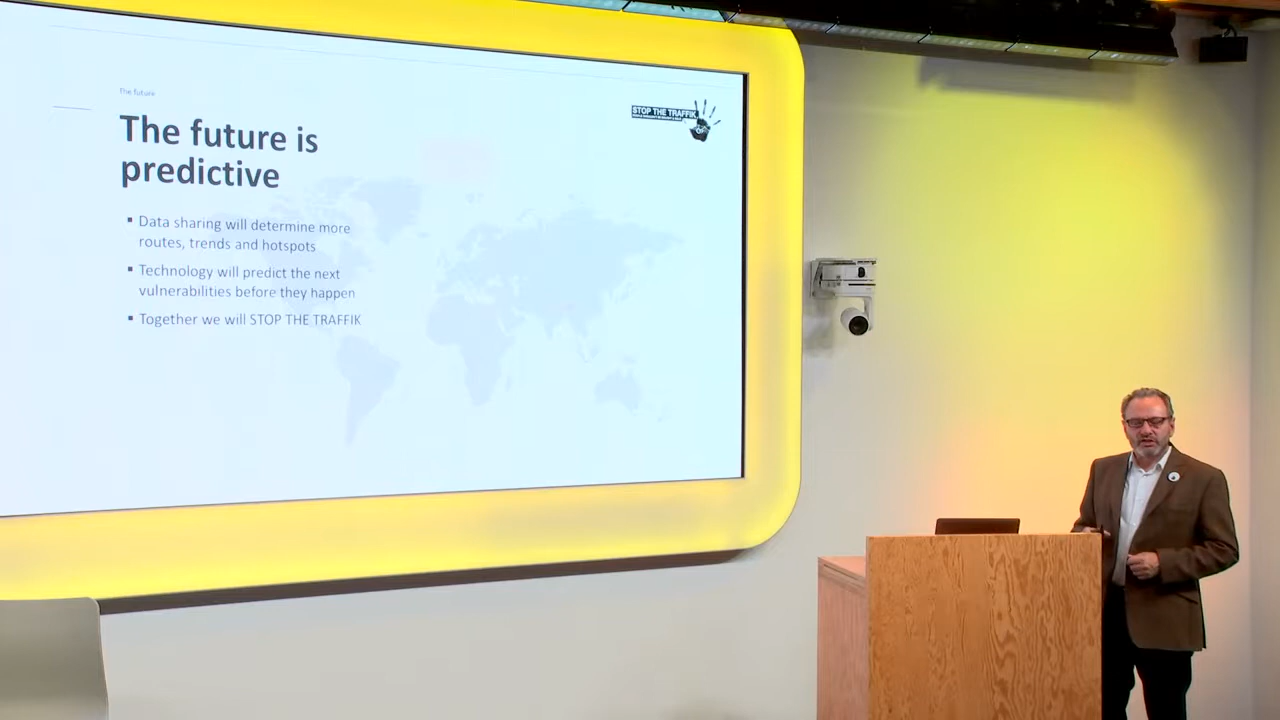 The future
STOP THE TRAFFIK
The future is
predictive
▪ Data sharing will determine more
routes, trends and hotspots
▪ Technology will predict the next
vulnerabilities before they happen
▪ Together we will STOP THE TRAFFIK